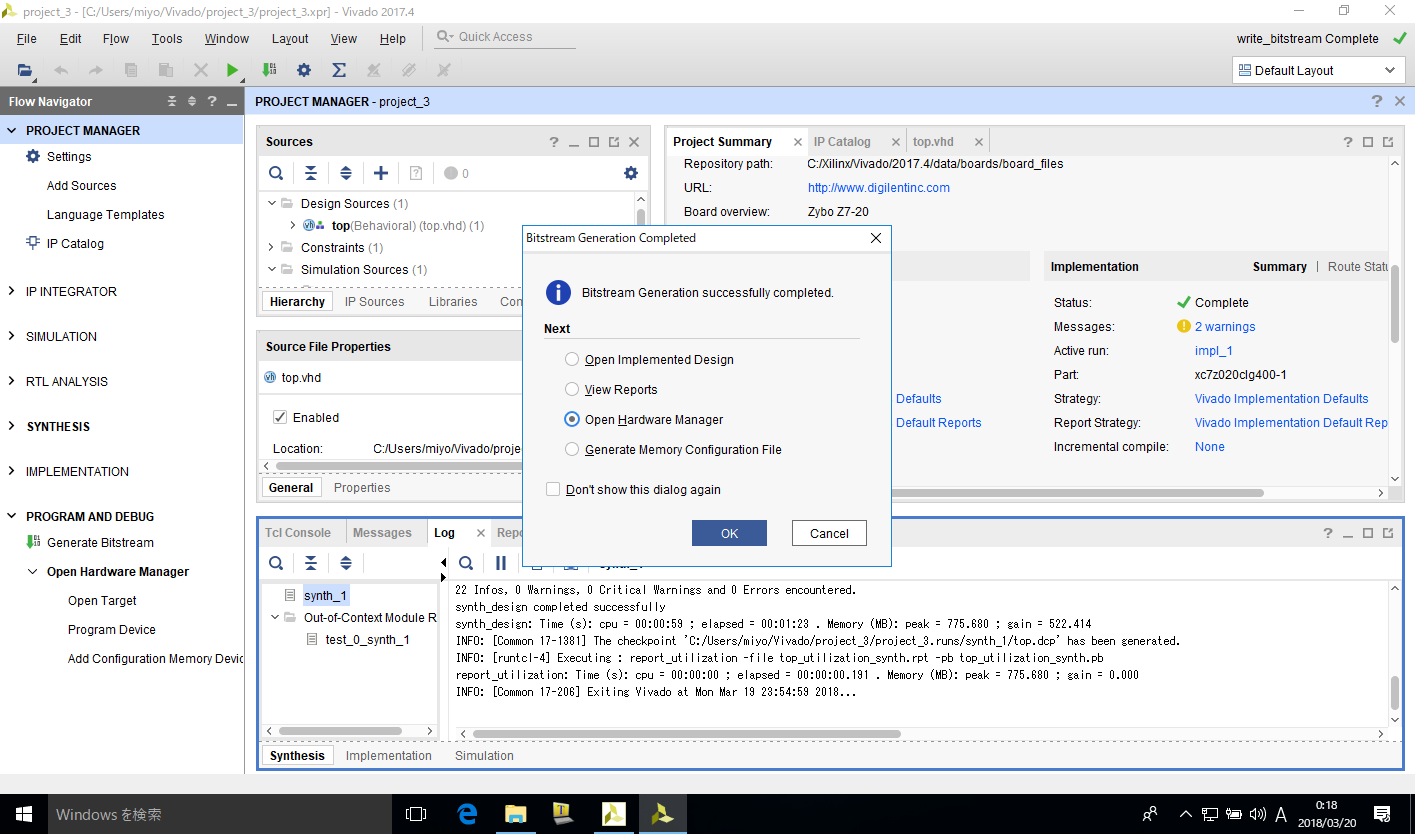 project_3 - [C:/Users/miyo/Vivado/project_3/project_3.xpr] - Vivado 2017.4
File Edit Flow Tools Window Layout View Help Quick Access
write_bitstream Complete
Default Layout
Flow Navigator
PROJECT MANAGER
Settings
Add Sources
Language Templates
IP Catalog
IP INTEGRATOR
SIMULATION
RTL ANALYSIS
SYNTHESIS
IMPLEMENTATION
PROGRAM AND DEBUG
Generate Bitstream
Open Hardware Manager
Open Target
Program Device
Add Configuration Memory Devic
PROJECT MANAGER - project_3
Sources
0
Design Sources (1)
top(Behavioral) (top.vhd) (1)
Constraints (1)
Simulation Sources (1)
Hierarchy IP Sources Libraries Con
Source File Properties
top.vhd
Enabled
Location: C:/Users/miyo/Vivado/proje
General Properties
Project Summary IP Catalog top.vhd
Repository path: C:/Xilinx/Vivado/2017.4/data/boards/board_files
URL: http://www.digilentinc.com
Board overview: Zybo Z7-20
Implementation Summary | Route Statu
Status: Complete
Messages: 2 warnings
Active run: impl_1
Part: xc7z020clg400-1
Defaults Strategy: Vivado Implementation Defaults
Default Reports Report Strategy: Vivado Implementation Default Rep
Incremental compile: None
Bitstream Generation Completed
Bitstream Generation successfully completed.
Next
Open Implemented Design
View Reports
Open Hardware Manager
Generate Memory Configuration File
Don't show this dialog again
OK Cancel
Tcl Console Messages Log Repo
synth_1
Out-of-Context Module R
test_0_synth_1
22 Infos, 0 Warnings, 0 Critical Warnings and 0 Errors encountered.
synth_design completed successfully
synth_design: Time (s): cpu = 00:00:59 ; elapsed = 00:01:23 . Memory (MB): peak = 775.680 ; gain = 522.414
INFO: [Common 17-1381] The checkpoint 'C:/Users/miyo/Vivado/project_3/project_3.runs/synth_1/top.dcp' has been generated.
INFO: [runtcl-4] Executing : report_utilization -file top_utilization_synth.rpt -pb top_utilization_synth.pb
report_utilization: Time (s): cpu = 00:00:00 ; elapsed = 00:00:00.191 . Memory (MB): peak = 775.680 ; gain = 0.000
INFO: [Common 17-206] Exiting Vivado at Mon Mar 19 23:54:59 2018...
Synthesis Implementation Simulation
Windows を検索
A
0:18
2018/03/20